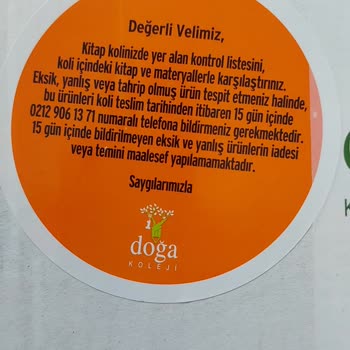 Değerli Velimiz,
Kitap kolinizde yer alan kontrol listesini,
koli içindeki kitap ve materyallerle karşılaştırınız.
Eksik, yanlış veya tahrip olmuş ürün tespit etmeniz halinde,
bu ürünleri koli teslim tarihinden itibaren 15 gün içinde
0212 906 13 71 numaralı telefona bildirmeniz gerekmektedir.
15 gün içinde bildirilmeyen eksik ve yanlış ürünlerin iadesi
veya temini maalesef yapılamamaktadır.
Saygılarımızla
doğa
KOLEJİ
K